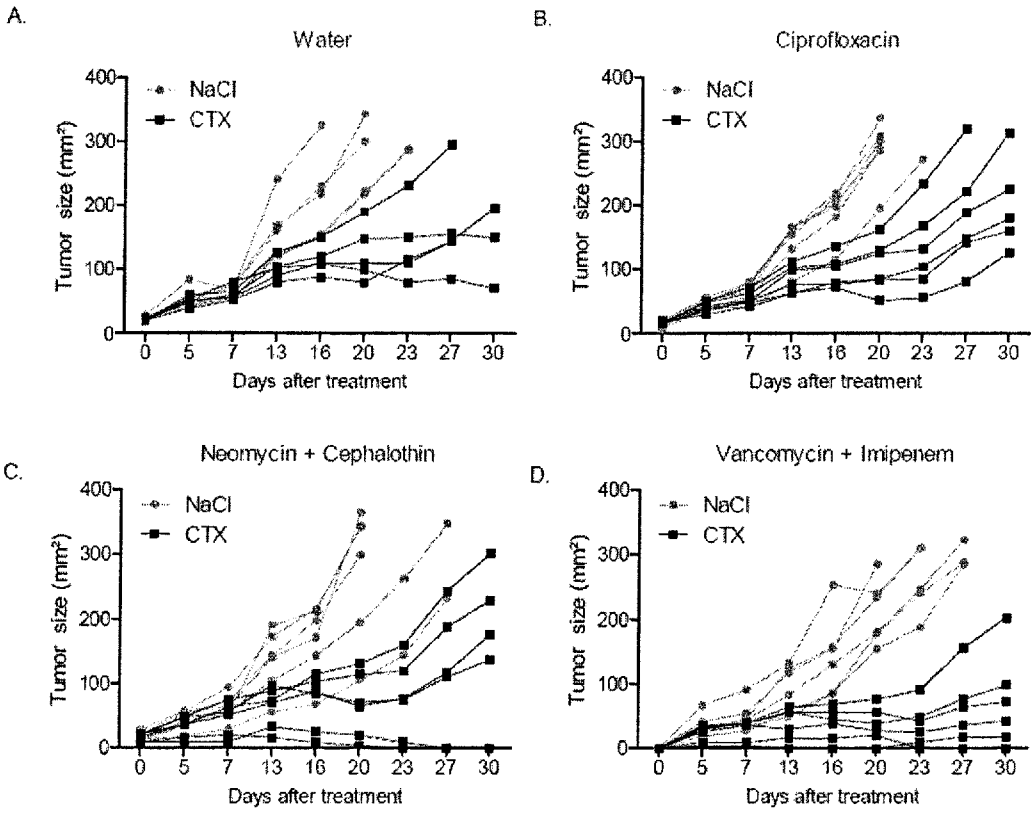 A.
Water
NaCl
CTX
Tumor size (mm²)
400
300
200
100
0
0 5 7 13 16 20 23 27 30
Days after treatment
B.
Ciprofloxacin
NaCl
CTX
Tumor size (mm²)
400
300
200
100
0
0 5 7 13 16 20 23 27 30
Days after treatment
C.
Neomycin + Cephalothin
NaCl
CTX
Tumor size (mm²)
400
300
200
100
0
0 5 7 13 16 20 23 27 30
Days after treatment
D.
Vancomycin + Imipenem
NaCl
CTX
Tumor size (mm²)
400
300
200
100
0
0 5 7 13 16 20 23 27 30
Days after treatment